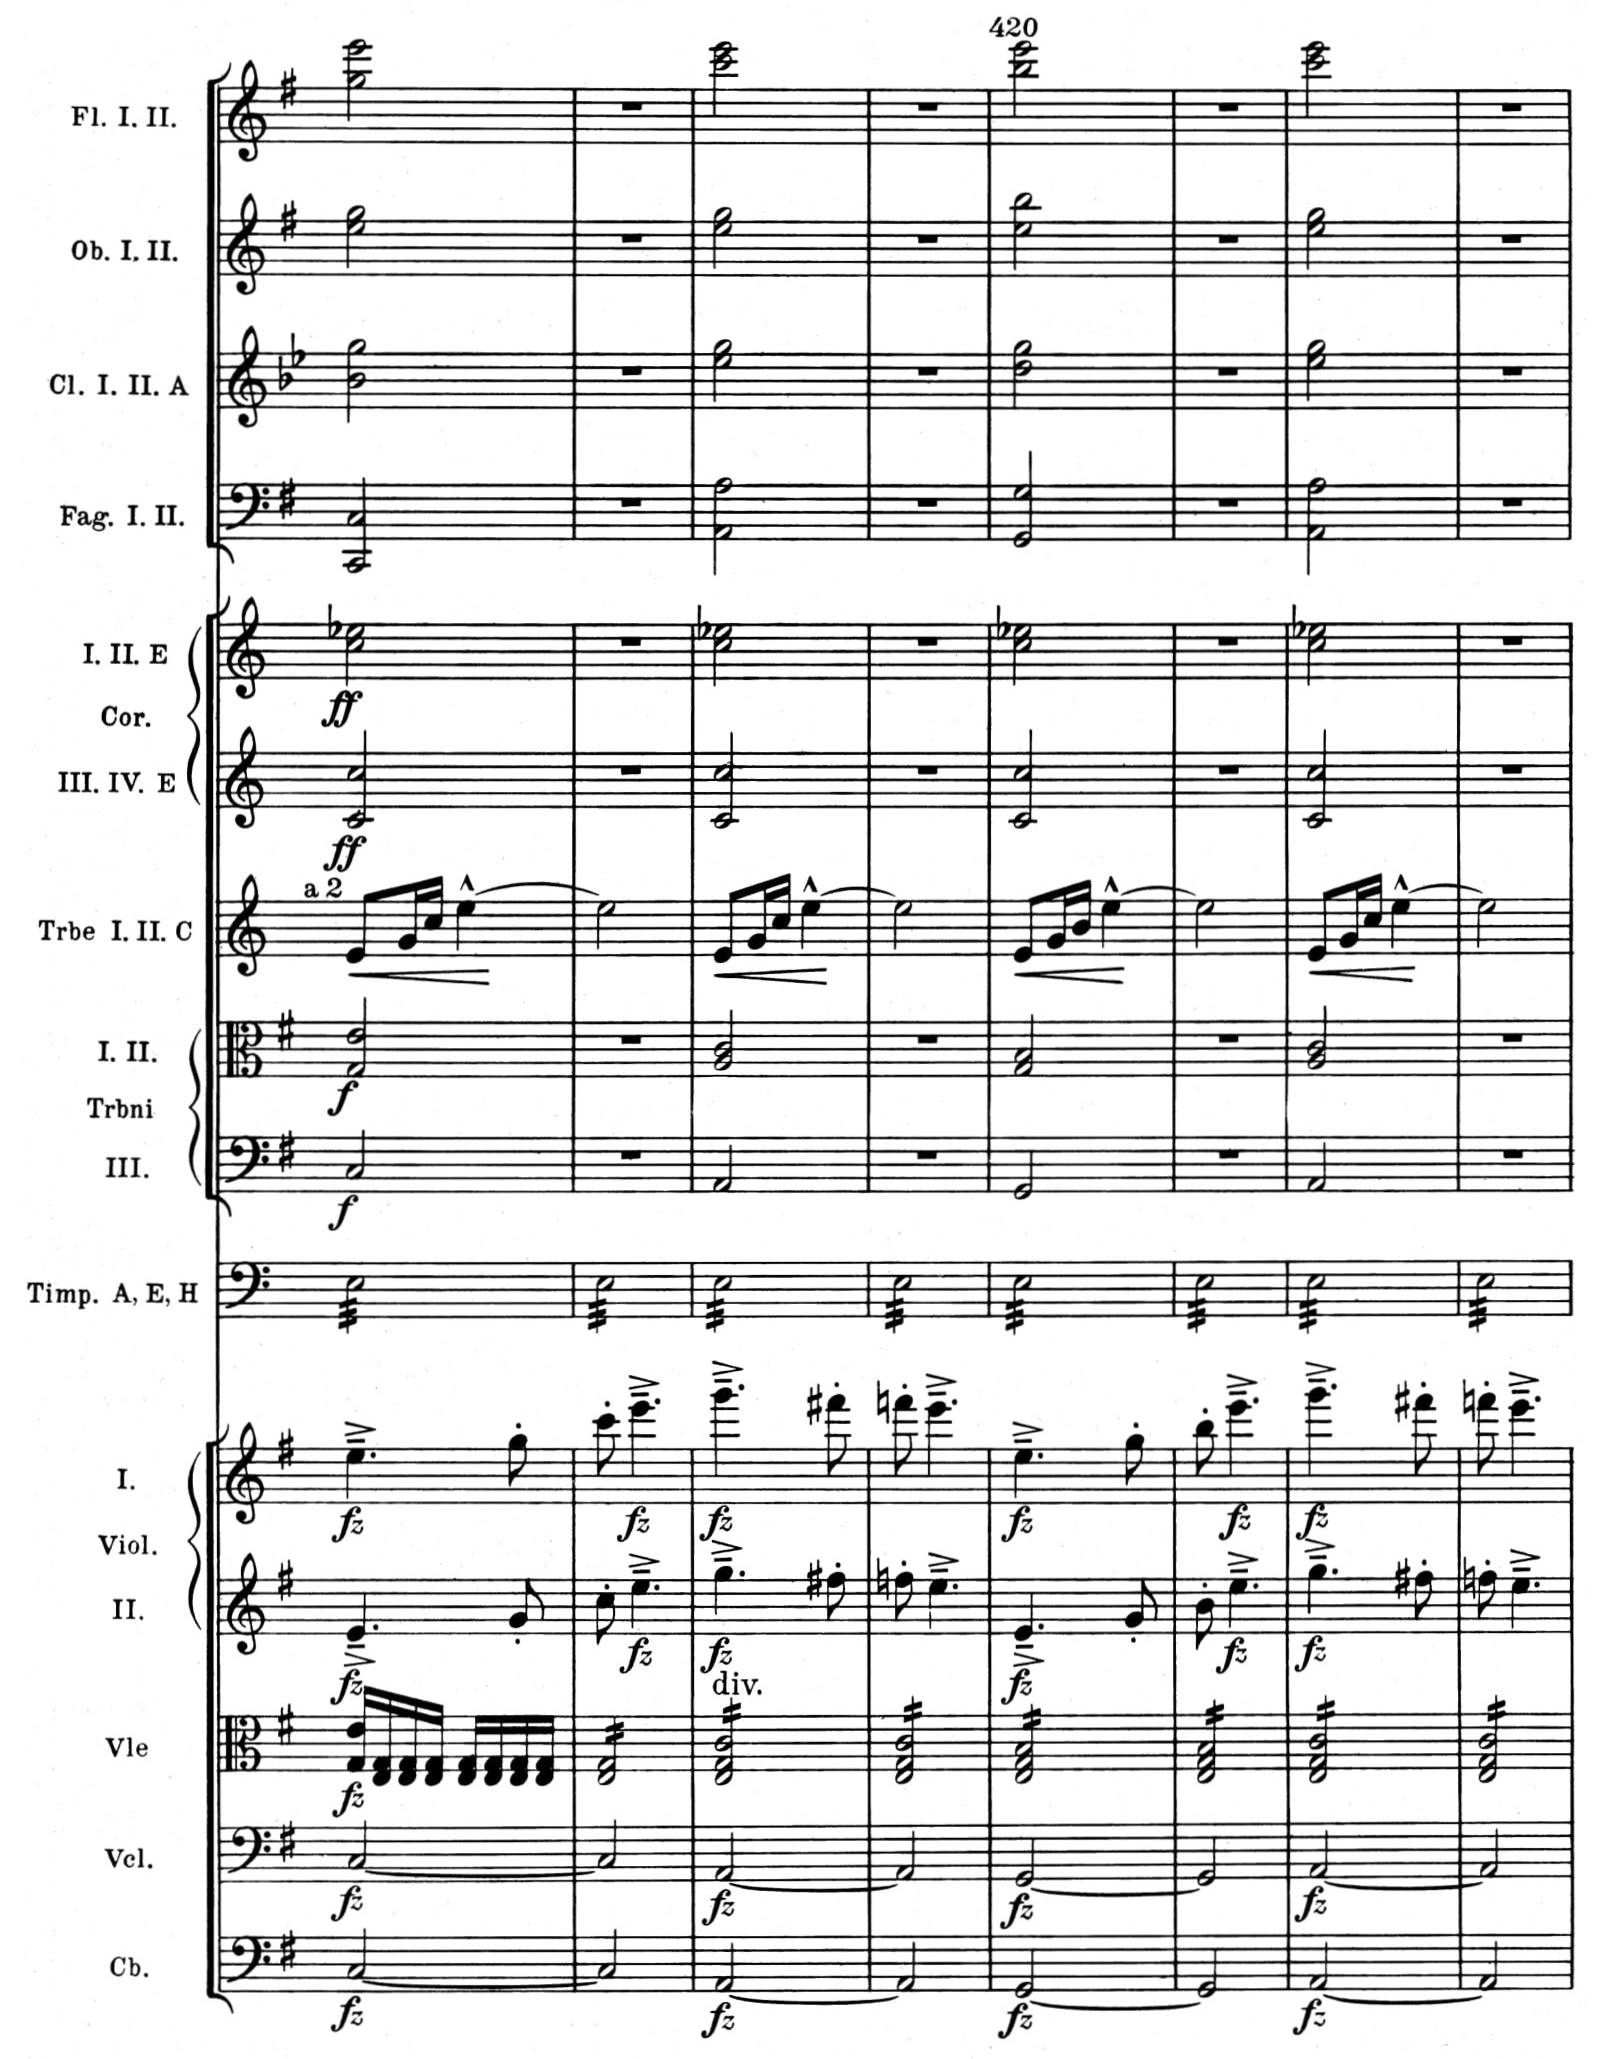 420
Fl. I. II.
Ob. I. II.
Cl. I. II. A
Fag. I. II.
I. II. E
ff
Cor.
III. IV. E
ff
a 2
Trbe I. II. C
I. II.
f
Trbni
III.
f
Timp. A, E, H
I.
fz fz fz fz fz fz
Viol.
II.
fz fz fz fz fz fz
div.
Vle
fz
Vcl.
fz fz fz fz
Cb.
fz fz fz fz